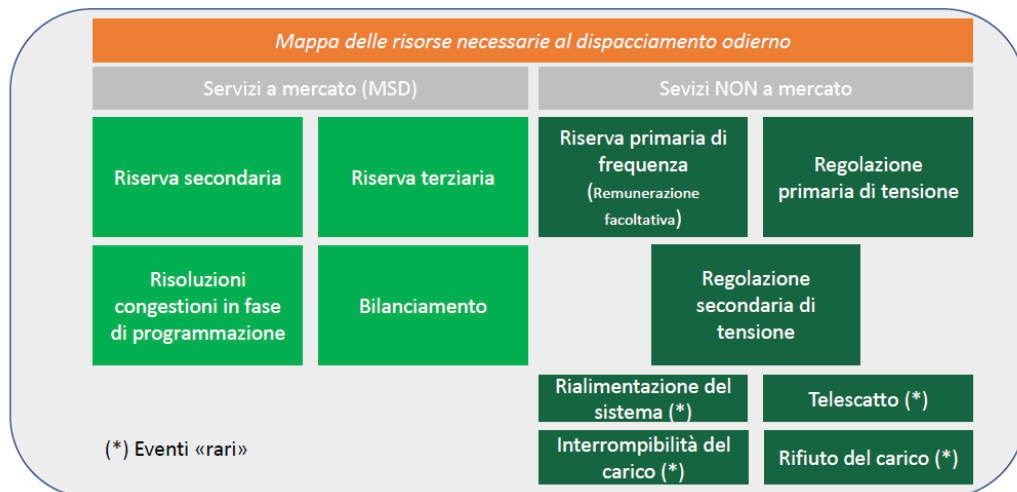 Mappa delle risorse necessarie al dispacciamento odierno
Servizi a mercato (MSD)
Sevizi NON a mercato
Riserva secondaria
Riserva terziaria
Riserva primaria di
frequenza
(Remunerazione
facoltativa)
Regolazione
primaria di tensione
Risoluzioni
congestioni in fase
di programmazione
Bilanciamento
Regolazione
secondaria di
tensione
Rialimentazione del
sistema (*)
Telescatto (*)
(*) Eventi «rari»
Interrompibilità del
carico (*)
Rifiuto del carico (*)